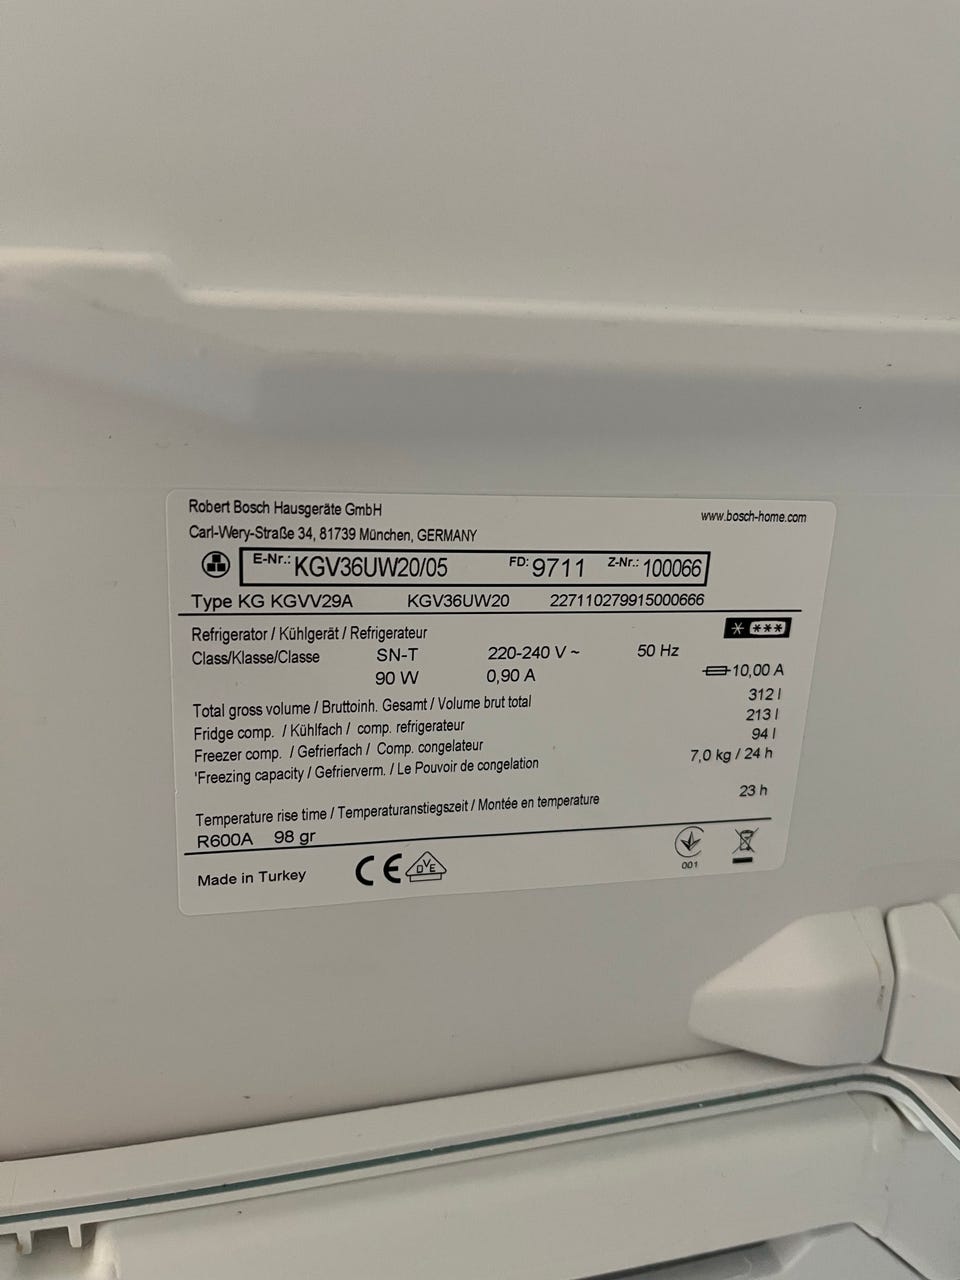 Robert Bosch Hausgeräte GmbH
Carl-Wery-Straße 34, 81739 München, GERMANY
www.bosch-home.com
E-Nr.: KGV36UW20/05 FD: 9711 Z-Nr.: 100066
Type KG KGVV29A KGV36UW20 227110279915000666
Refrigerator / Kühlgerät / Refrigerateur * ***
Class/Klasse/Classe SN-T 220-240 V ~ 50 Hz
90 W 0,90 A 10,00 A
Total gross volume / Bruttoinh. Gesamt / Volume brut total 312 l
Fridge comp. / Kühlfach / comp. refrigerateur 213 l
Freezer comp. / Gefrierfach / Comp. congelateur 94 l
'Freezing capacity / Gefrierverm. / Le Pouvoir de congelation 7,0 kg / 24 h
Temperature rise time / Temperaturanstiegszeit / Montée en temperature 23 h
R600A 98 gr
Made in Turkey CE DVE 001